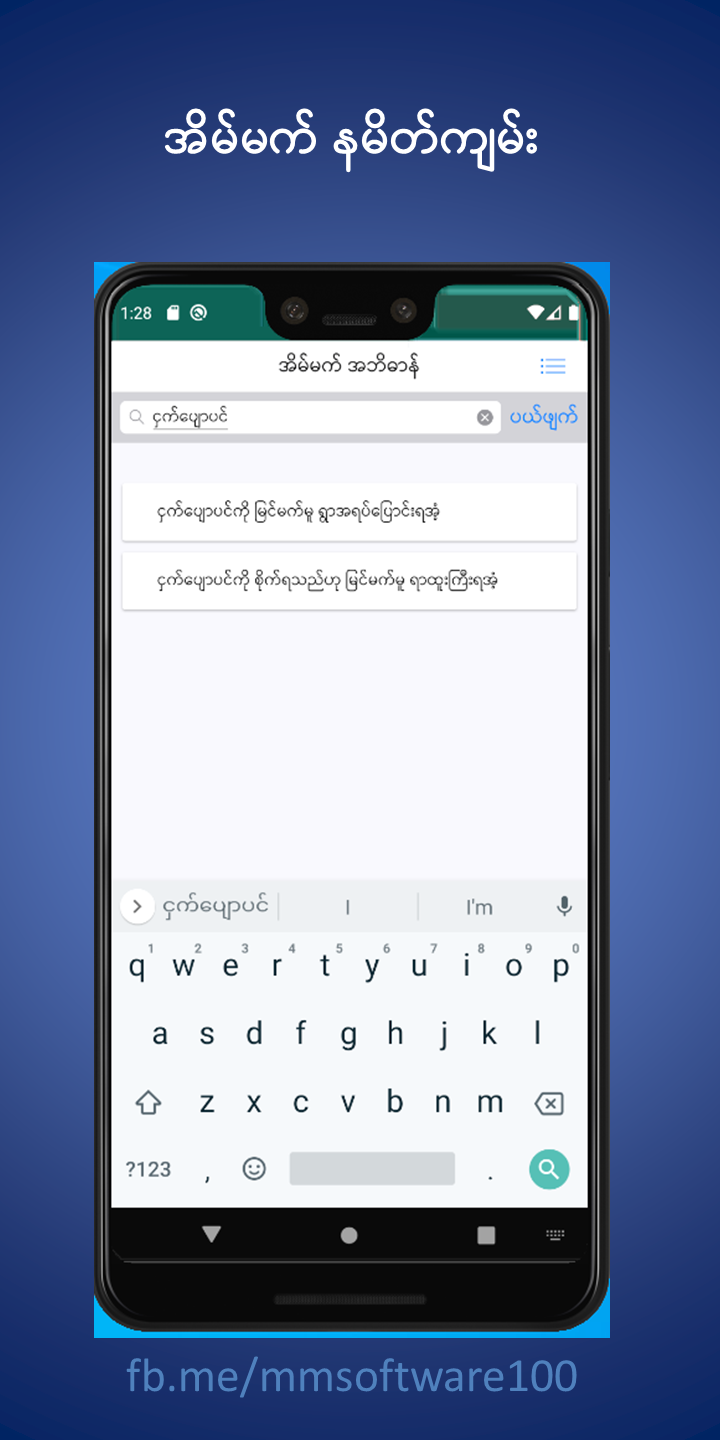 အိမ်မက် နမိတ်ကျမ်း
1:28
အိမ်မက် အဘိဓာန်
ငှက်ပျောပင်
ပယ်ဖျက်
ငှက်ပျောပင်ကို မြင်မက်မူ ရွာအရပ်ပြောင်းရအံ့
ငှက်ပျောပင်ကို စိုက်ရသည်ဟု မြင်မက်မူ ရာထူးကြီးရအံ့
ငှက်ပျောပင် I I'm
1 2 3 4 5 6 7 8 9 0
q w e r t y u i o p
a s d f g h j k l
z x c v b n m
?123 , .
fb.me/mmsoftware100